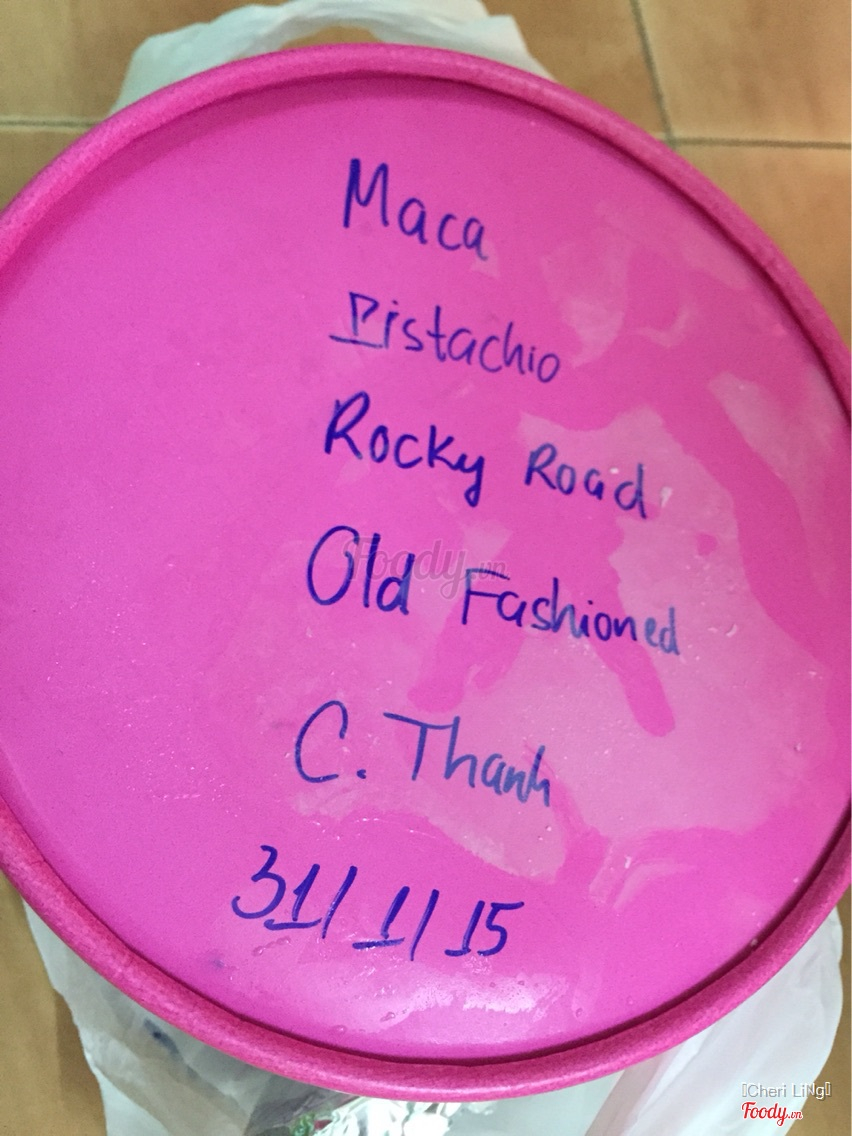 Maca
Pistachio
Rocky Road
Old Fashioned
Foody.vn
C. Thanh
31/1/15
Cheri LiNg
Foody.vn